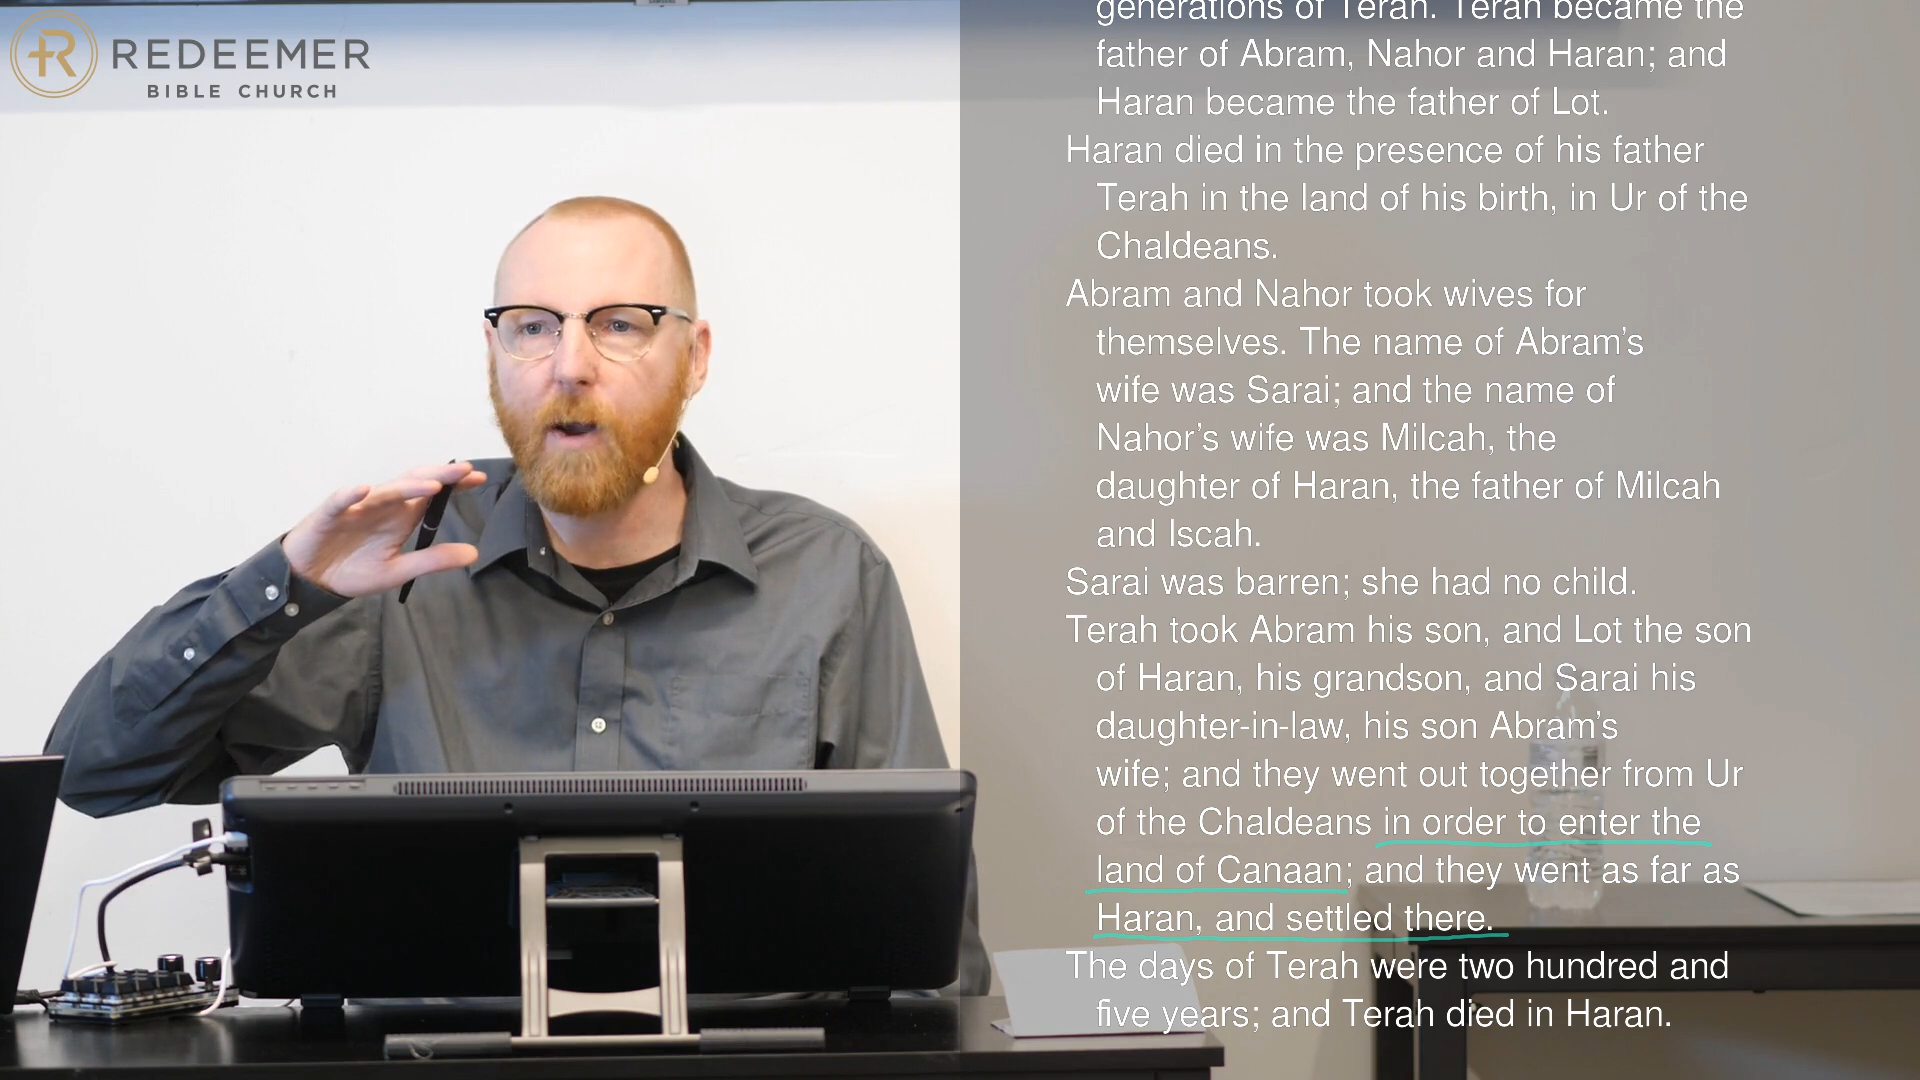 REDEEMER
BIBLE CHURCH
generations of Terah. Terah became the
father of Abram, Nahor and Haran; and
Haran became the father of Lot.
Haran died in the presence of his father
Terah in the land of his birth, in Ur of the
Chaldeans.
Abram and Nahor took wives for
themselves. The name of Abram’s
wife was Sarai; and the name of
Nahor’s wife was Milcah, the
daughter of Haran, the father of Milcah
and Iscah.
Sarai was barren; she had no child.
Terah took Abram his son, and Lot the son
of Haran, his grandson, and Sarai his
daughter-in-law, his son Abram’s
wife; and they went out together from Ur
of the Chaldeans in order to enter the
land of Canaan; and they went as far as
Haran, and settled there.
The days of Terah were two hundred and
five years; and Terah died in Haran.